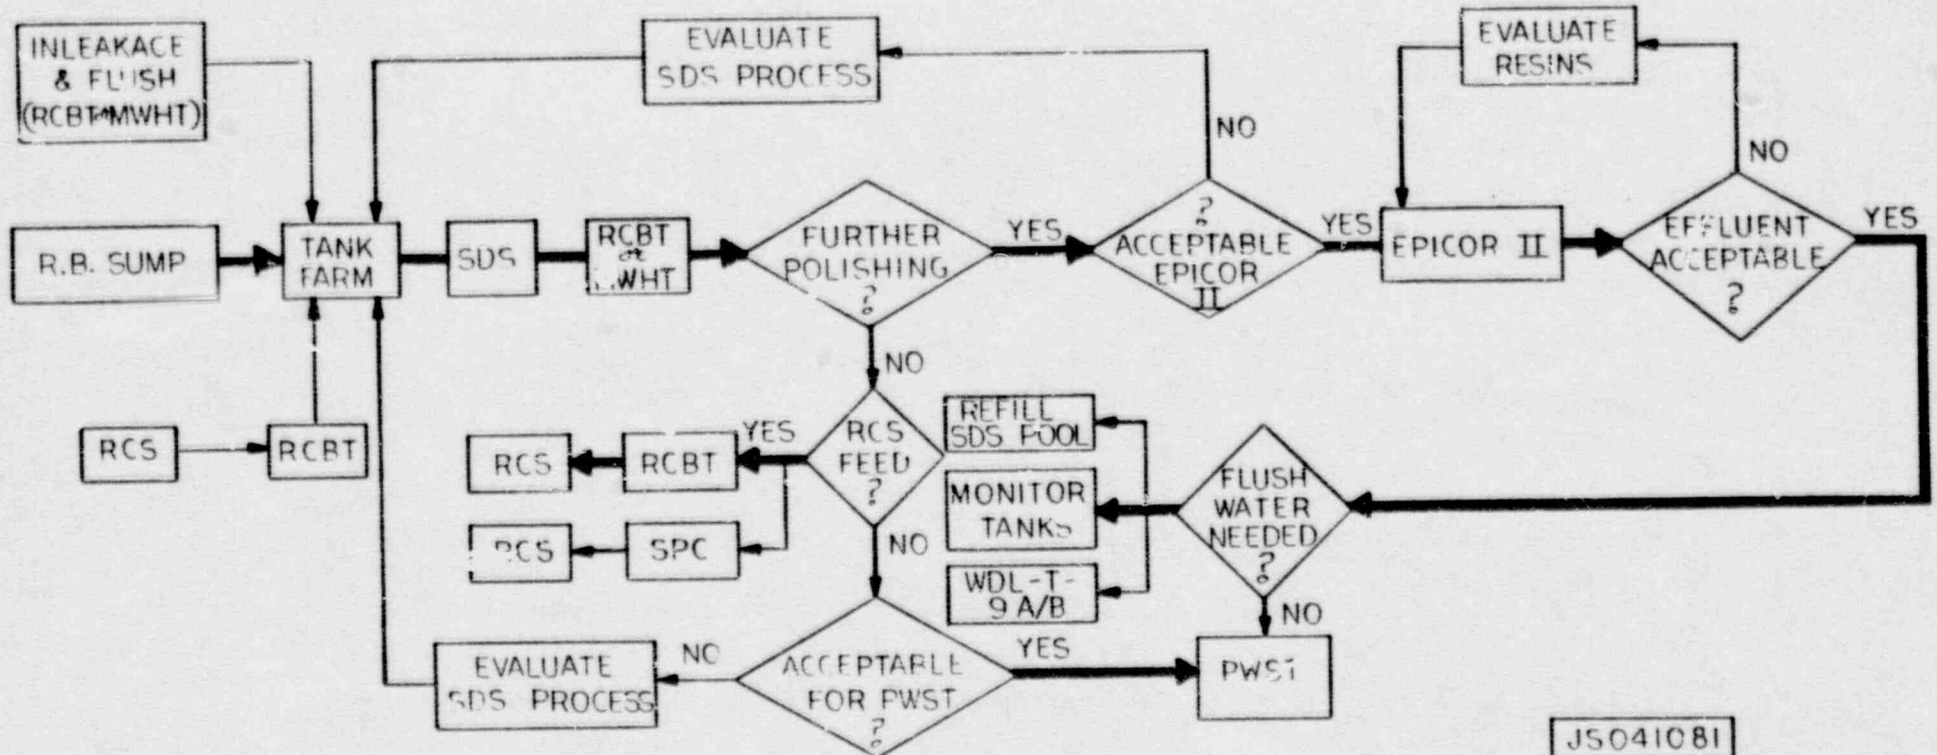 INLEAKACE
& FLUSH
(RCBT MWHT)
EVALUATE
SDS PROCESS
EVALUATE
RESINS
NO
NO
R.B. SUMP
TANK
FARM
SDS
RCBT
or
MWHT
FURTHER
POLISHING
?
YES
?
ACCEPTABLE
EPICOR
II
YES
EPICOR II
EFFLUENT
ACCEPTABLE
?
YES
NO
RCS
RCBT
RCS
RCBT
YES
RCS
FEED
?
REFILL
SDS POOL
MONITOR
TANKS
FLUSH
WATER
NEEDED
?
RCS
SPC
NO
WDL-T-
9 A/B
NO
EVALUATE
SDS PROCESS
NO
ACCEPTABLE
FOR PWST
?
YES
PWST
JS041081